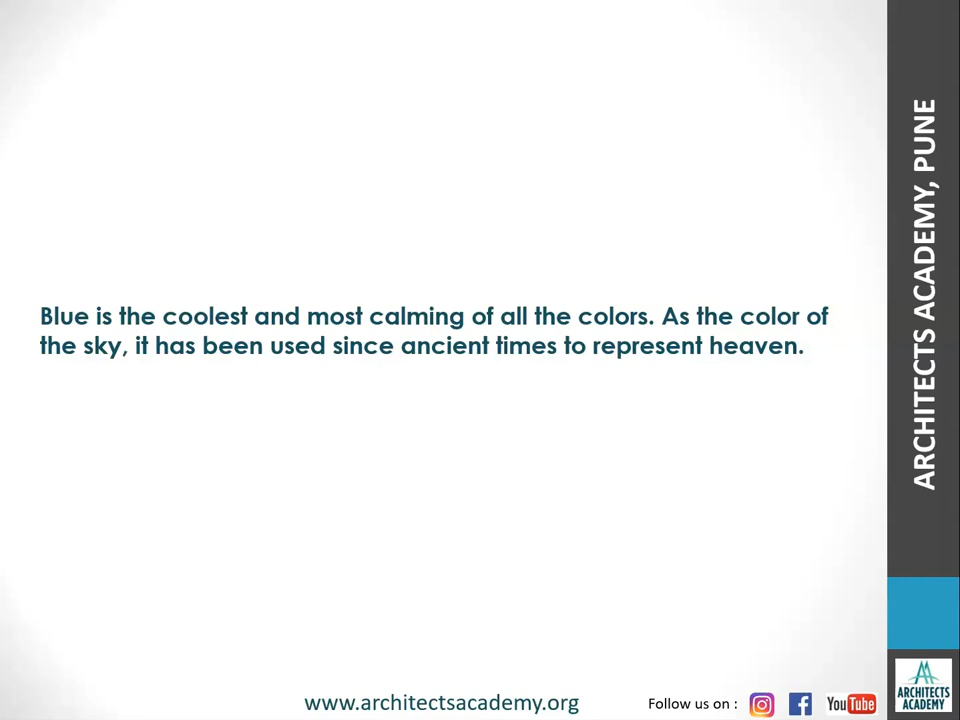 Blue is the coolest and most calming of all the colors. As the color of
the sky, it has been used since ancient times to represent heaven.
ARCHITECTS ACADEMY, PUNE
www.architectsacademy.org
Follow us on :
YouTube
ARCHITECTS
ACADEMY